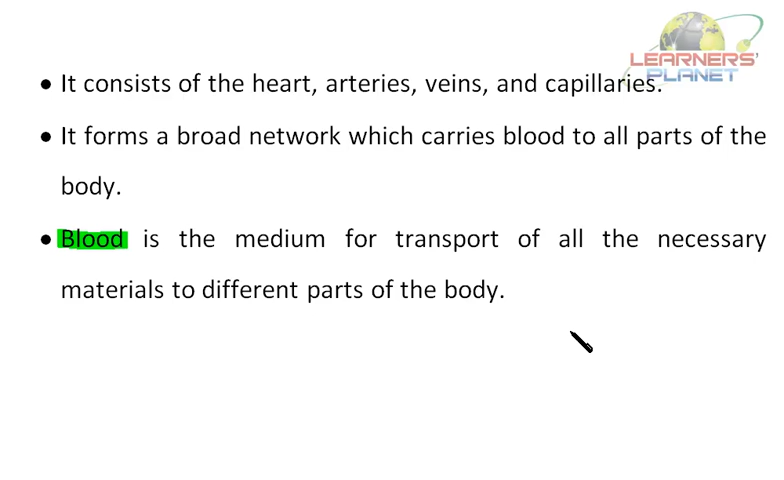 LEARNERS'
PLANET
• It consists of the heart, arteries, veins, and capillaries.
• It forms a broad network which carries blood to all parts of the
body.
• Blood is the medium for transport of all the necessary
materials to different parts of the body.